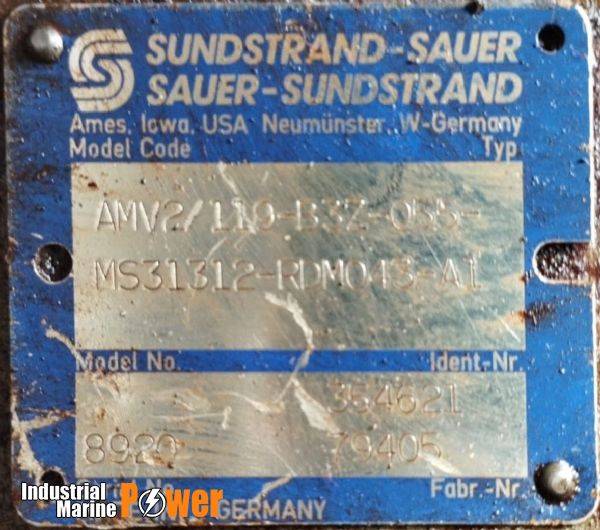 SUNDSTRAND-SAUER
SAUER-SUNDSTRAND
Ames, Iowa, USA Neumünster, W-Germany
Model Code Typ
AMV2/110-B3Z-055-
MS31312-RDM043-A1
Model No. Ident.-Nr.
354621
8920 79405
No. Fabr.-Nr.
GERMANY
Industrial
Marine Power